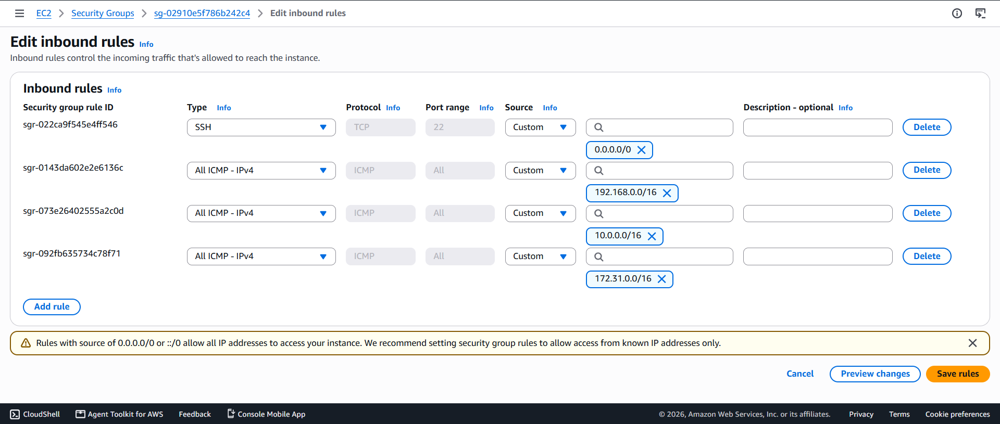 EC2 > Security Groups > sg-02910e5f786b242c4 > Edit inbound rules
Edit inbound rules Info
Inbound rules control the incoming traffic that's allowed to reach the instance.
Inbound rules Info
Security group rule ID Type Info Protocol Info Port range Info Source Info Description - optional Info
sgr-022ca9f545e4ff546 SSH TCP 22 Custom Delete
0.0.0.0/0
sgr-0143da602e2e6136c All ICMP - IPv4 ICMP All Custom Delete
192.168.0.0/16
sgr-073e26402555a2c0d All ICMP - IPv4 ICMP All Custom Delete
10.0.0.0/16
sgr-092fb635734c78f71 All ICMP - IPv4 ICMP All Custom Delete
172.31.0.0/16
Add rule
Rules with source of 0.0.0.0/0 or ::/0 allow all IP addresses to access your instance. We recommend setting security group rules to allow access from known IP addresses only.
Cancel Preview changes Save rules
CloudShell Agent Toolkit for AWS Feedback Console Mobile App © 2026, Amazon Web Services, Inc. or its affiliates. Privacy Terms Cookie preferences